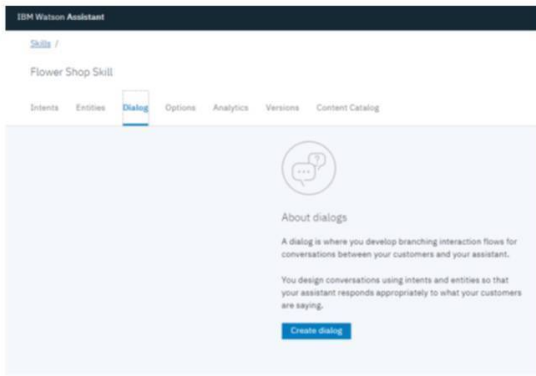 IBM Watson Assistant
Skills /
Flower Shop Skill
Intents Entities Dialog Options Analytics Versions Content Catalog
?
About dialogs
A dialog is where you develop branching interaction flows for
conversations between your customers and your assistant.
You design conversations using intents and entities so that
your assistant responds appropriately to what your customers
are saying.
Create dialog